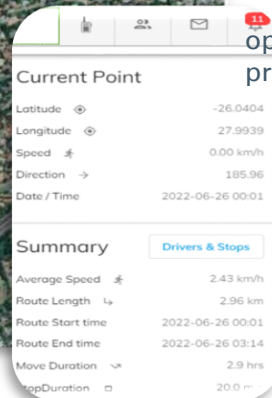 11
op
pr
Current Point
Latitude -26.0404
Longitude 27.9939
Speed 0.00 km/h
Direction 185.96
Date / Time 2022-06-26 00:01
Summary Drivers & Stops
Average Speed 2.43 km/h
Route Length 2.96 km
Route Start time 2022-06-26 00:01
Route End time 2022-06-26 03:14
Move Duration 2.9 hrs
topDuration 20.0 m